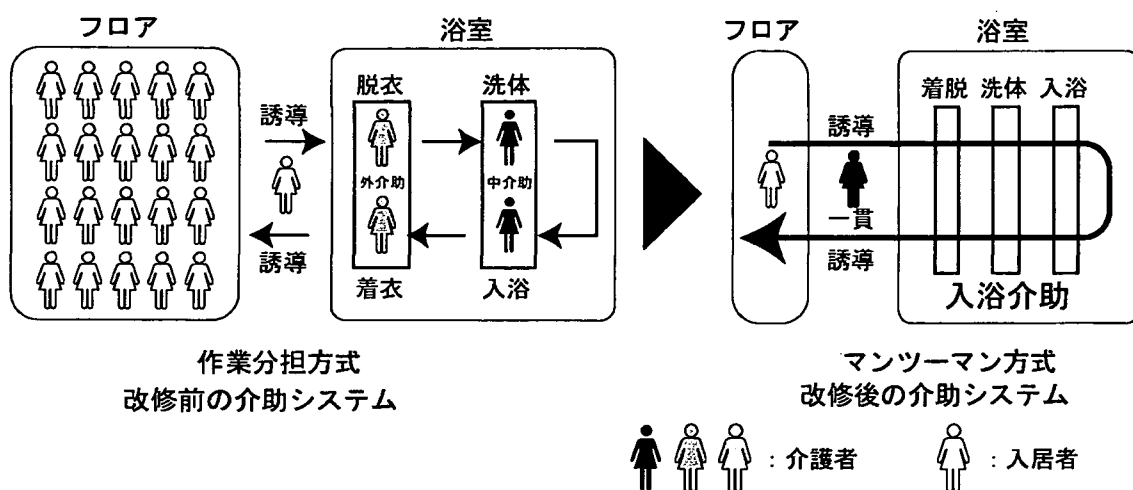 フロア
浴室
誘導
誘導
脱衣
洗体
外介助
中介助
着衣
入浴
作業分担方式
改修前の介助システム
フロア
浴室
着脱
洗体
入浴
誘導
一貫
誘導
入浴介助
マンツーマン方式
改修後の介助システム
:介護者
:入居者